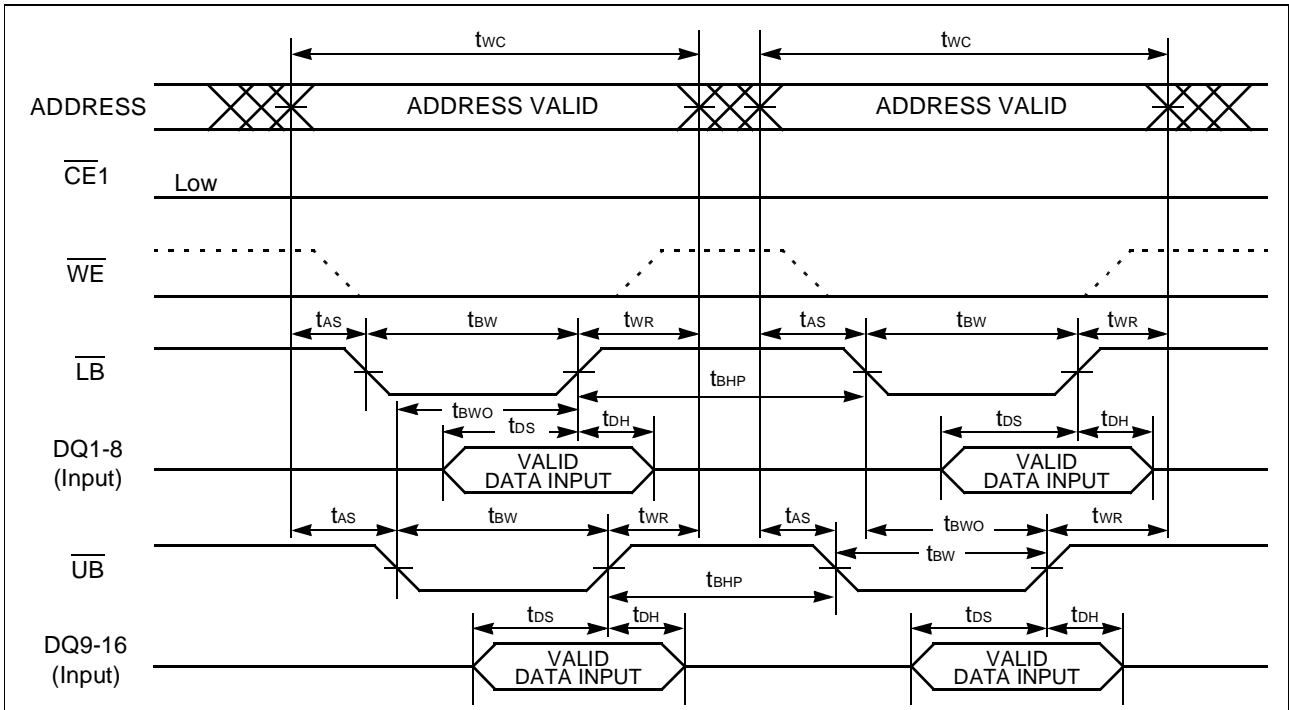 tWC tWC
ADDRESS ADDRESS VALID ADDRESS VALID
CE1 Low
WE
tAS tBW tWR tAS tBW tWR
LB
tBHP
tBWO
tDS tDH tDS tDH
DQ1-8
(Input)
VALID
DATA INPUT
VALID
DATA INPUT
tAS tBW tWR tAS tBWO tWR
UB
tBW
tBHP
tDS tDH tDS tDH
DQ9-16
(Input)
VALID
DATA INPUT
VALID
DATA INPUT